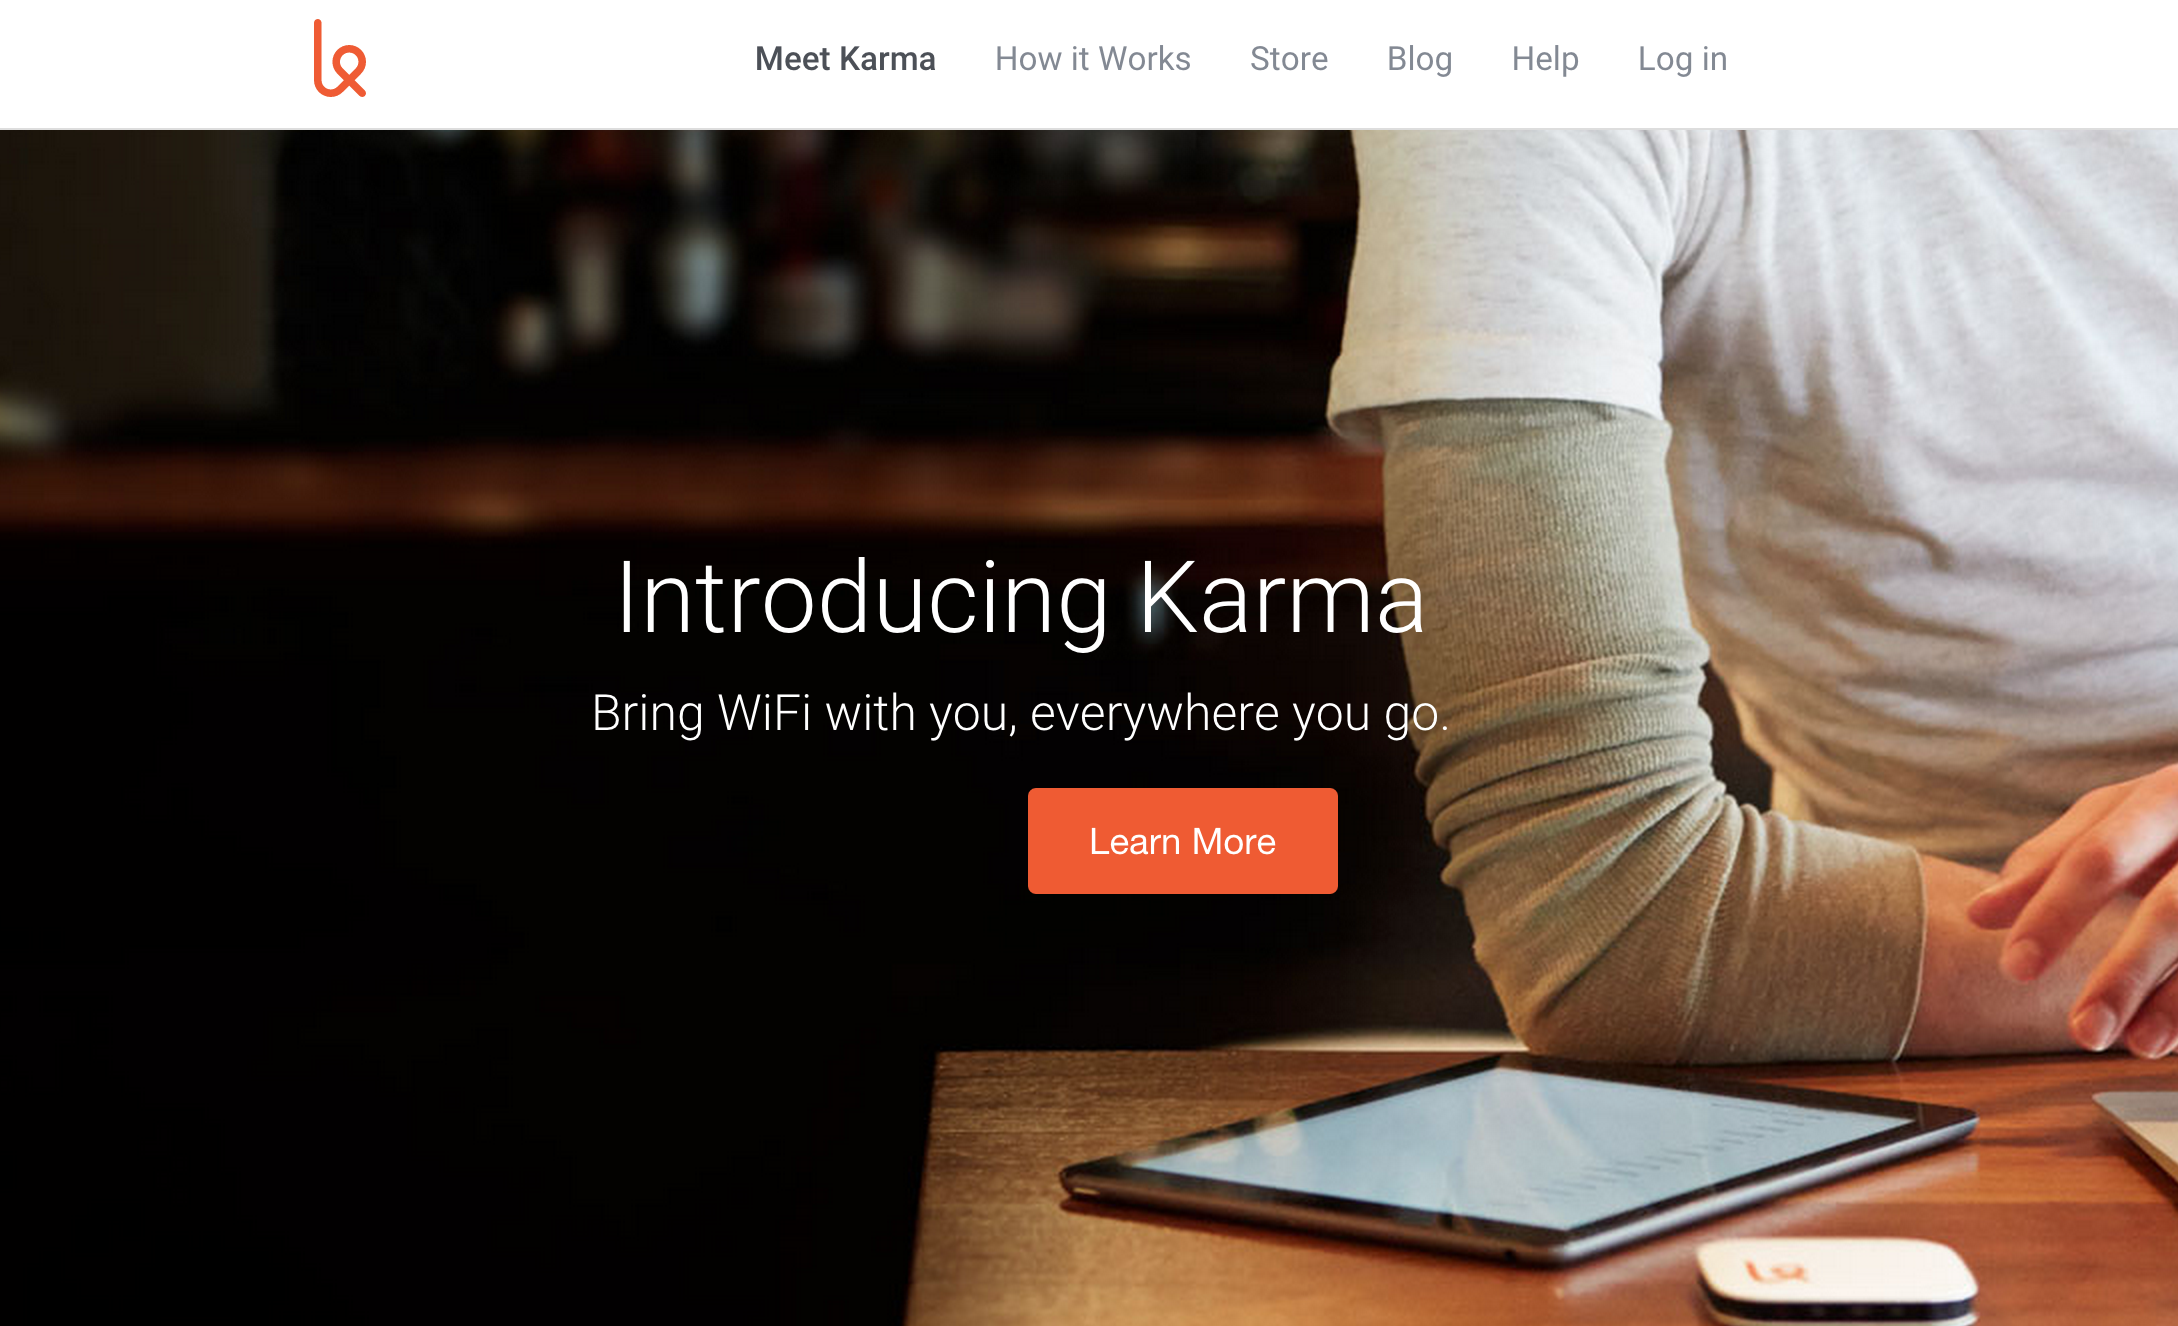 Meet Karma How it Works Store Blog Help Log in
Introducing Karma
Bring WiFi with you, everywhere you go.
Learn More